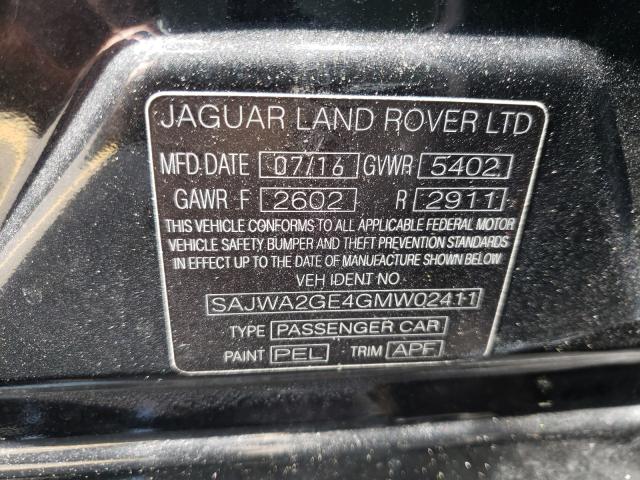 JAGUAR LAND ROVER LTD
MFD.DATE 07/16 GVWR 5402
GAWR F 2602 R 2911
THIS VEHICLE CONFORMS TO ALL APPLICABLE FEDERAL MOTOR
VEHICLE SAFETY BUMPER AND THEFT PREVENTION STANDARDS
IN EFFECT UP TO THE DATE OF MANUFACTURE SHOWN BELOW
VEH IDENT NO
SAJWA2GE4GMW02411
TYPE PASSENGER CAR
PAINT PEL TRIM APF